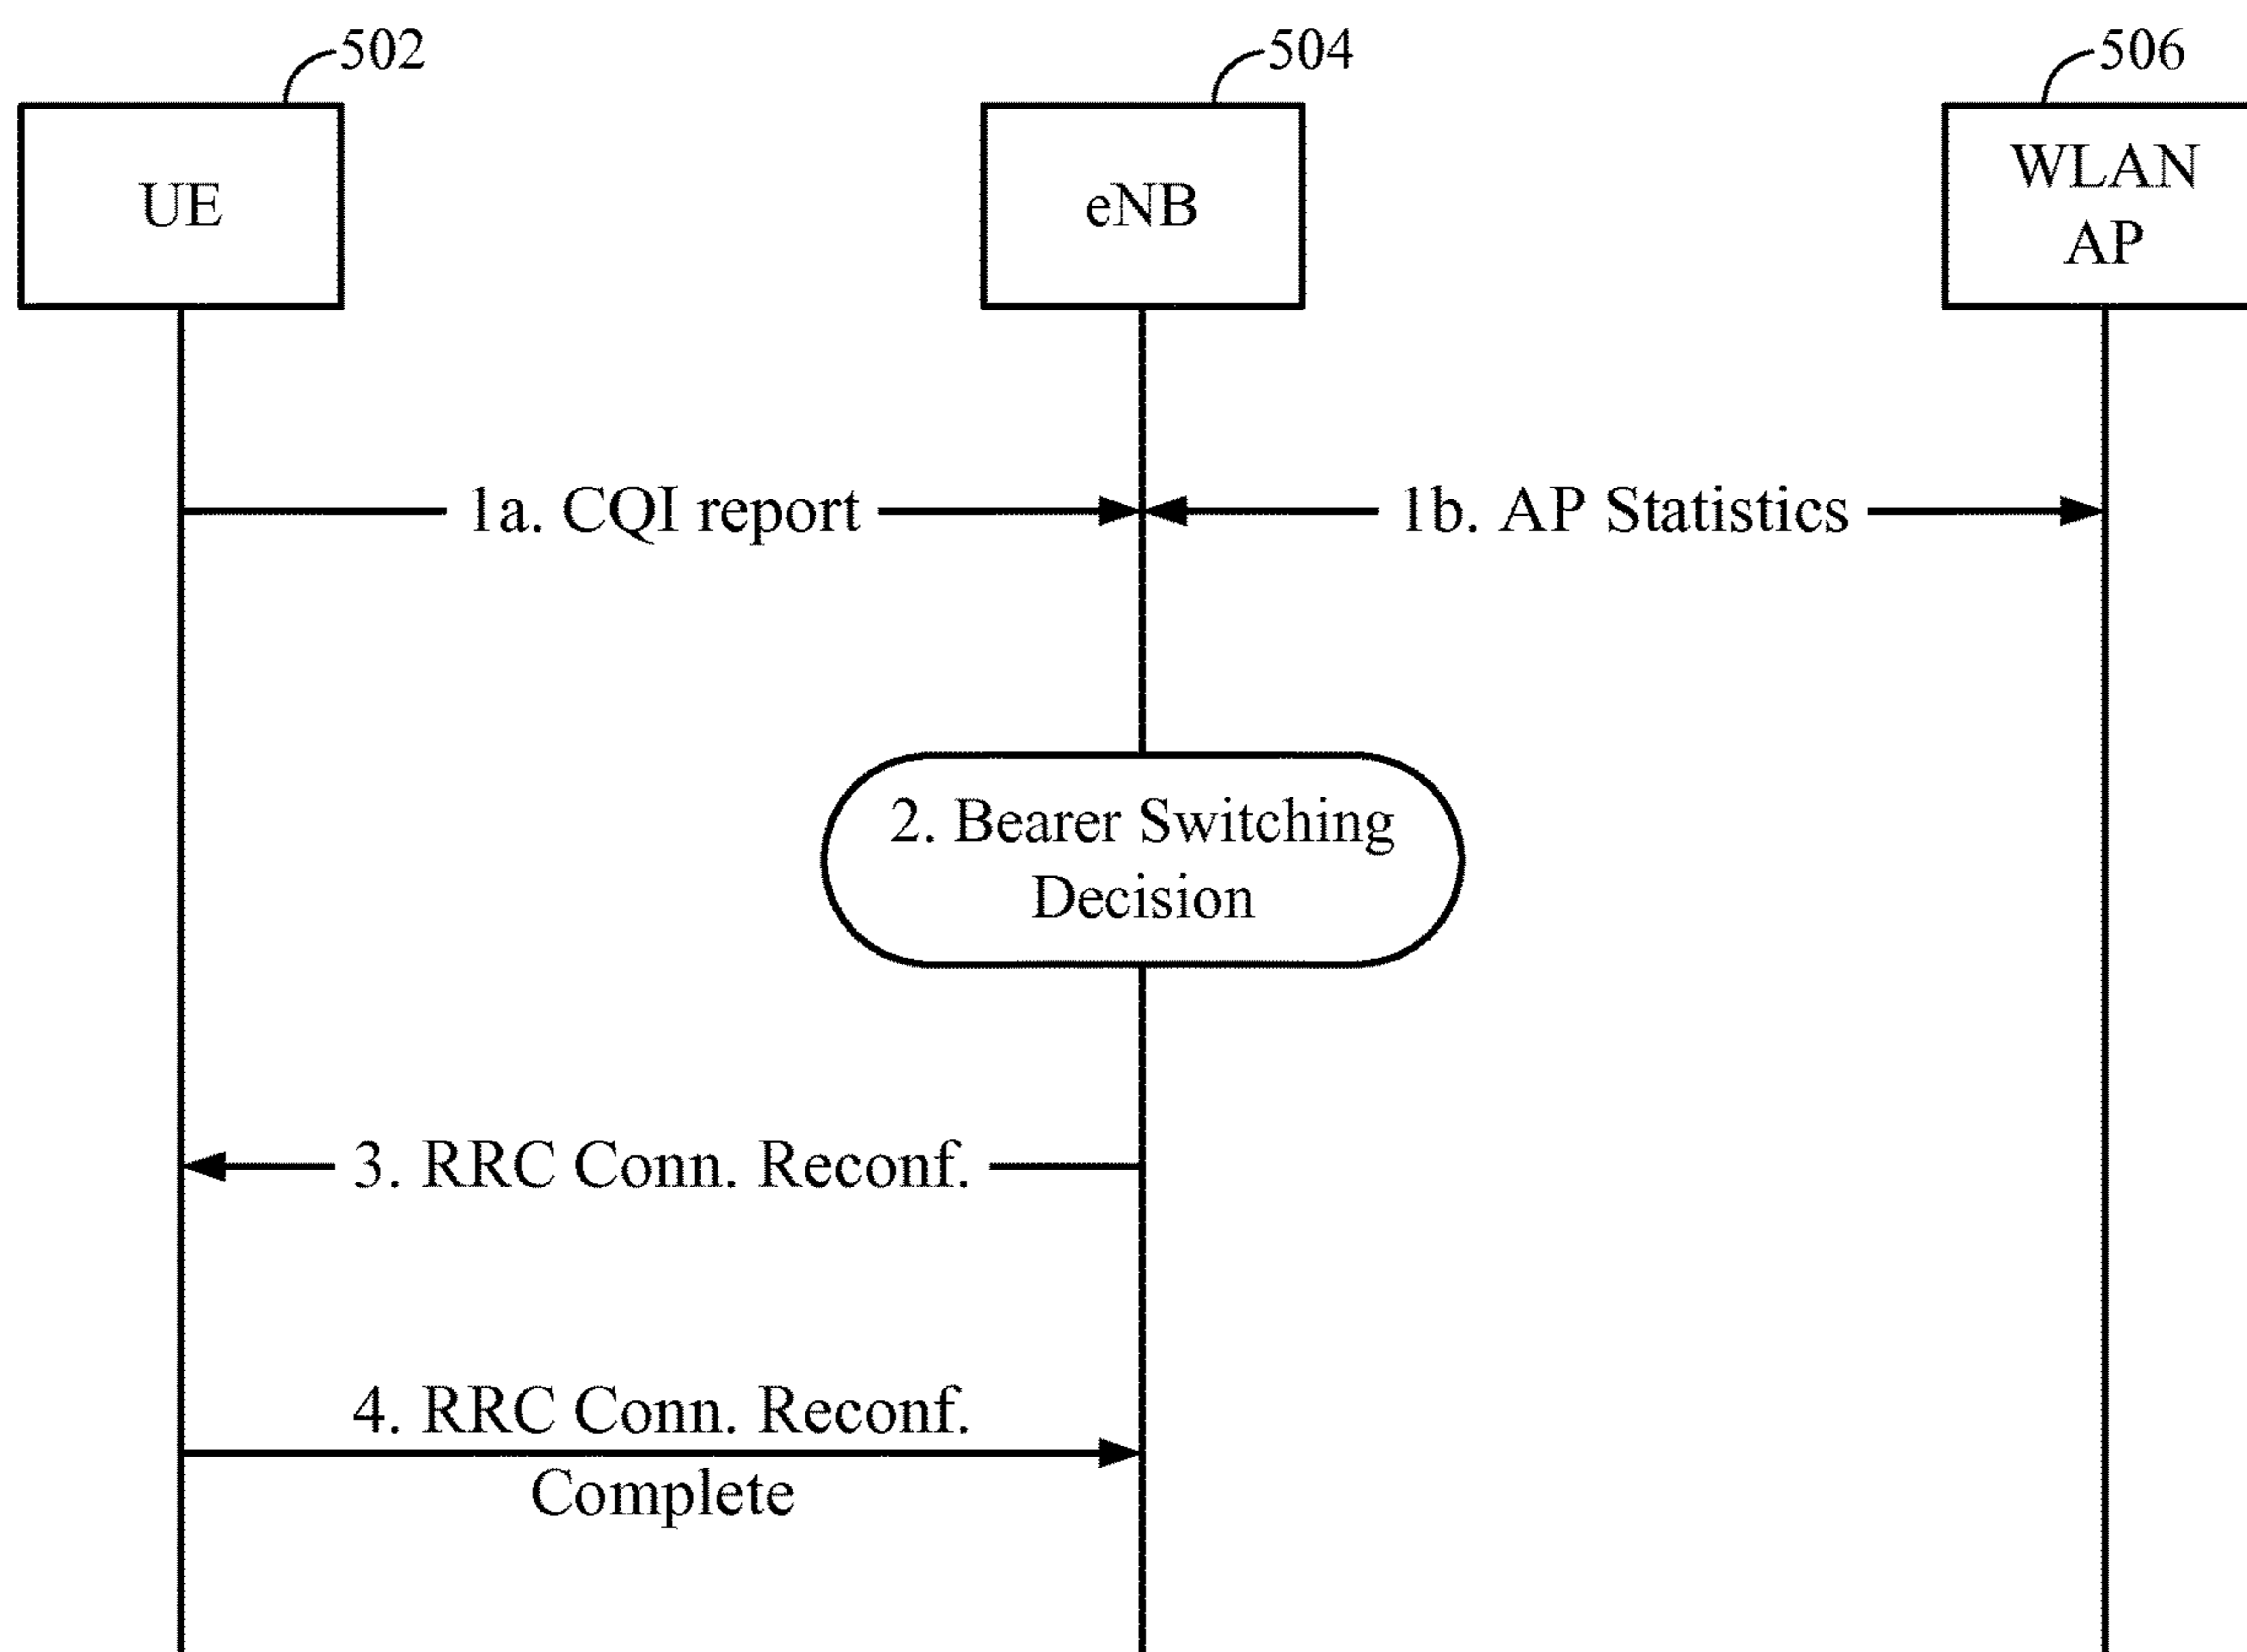 502
504
506
UE
eNB
WLAN
AP
1a. CQI report
1b. AP Statistics
2. Bearer Switching
Decision
3. RRC Conn. Reconf.
4. RRC Conn. Reconf.
Complete